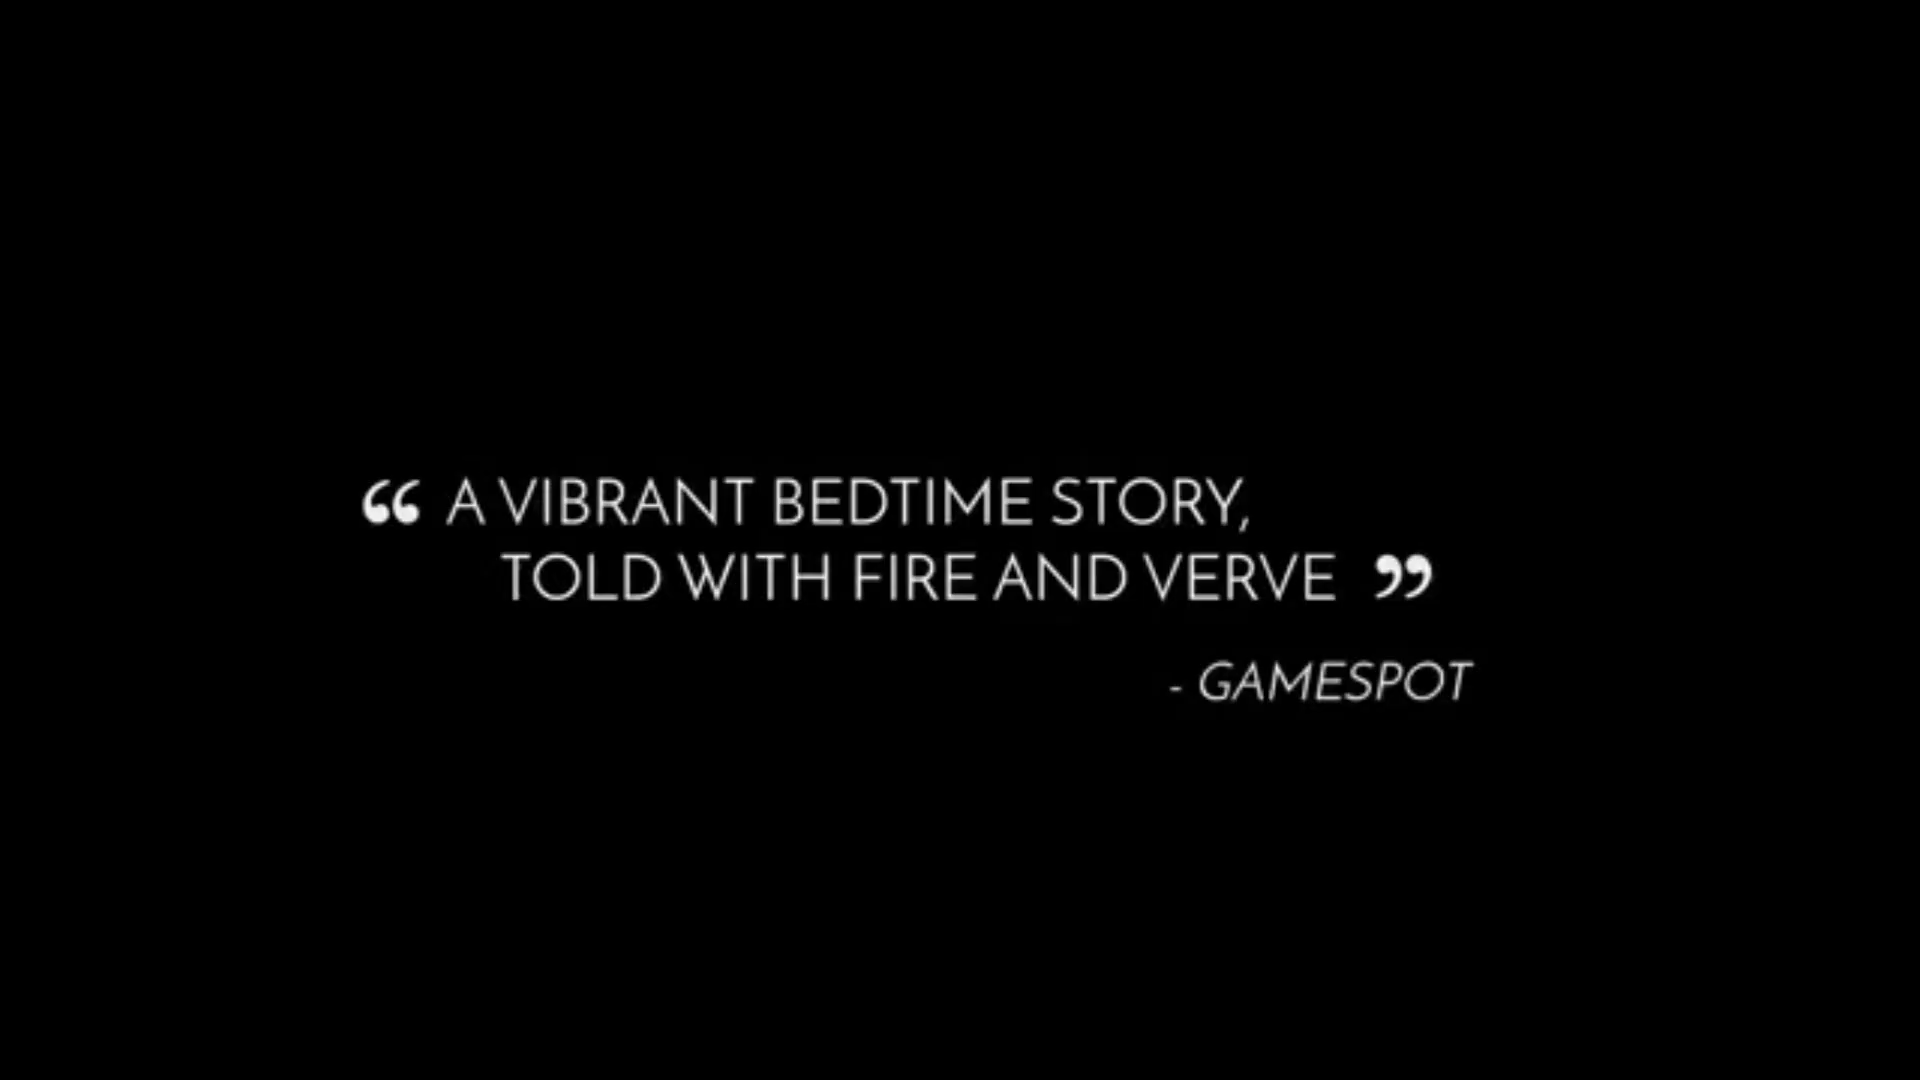 “ A VIBRANT BEDTIME STORY,
TOLD WITH FIRE AND VERVE ”
- GAMESPOT